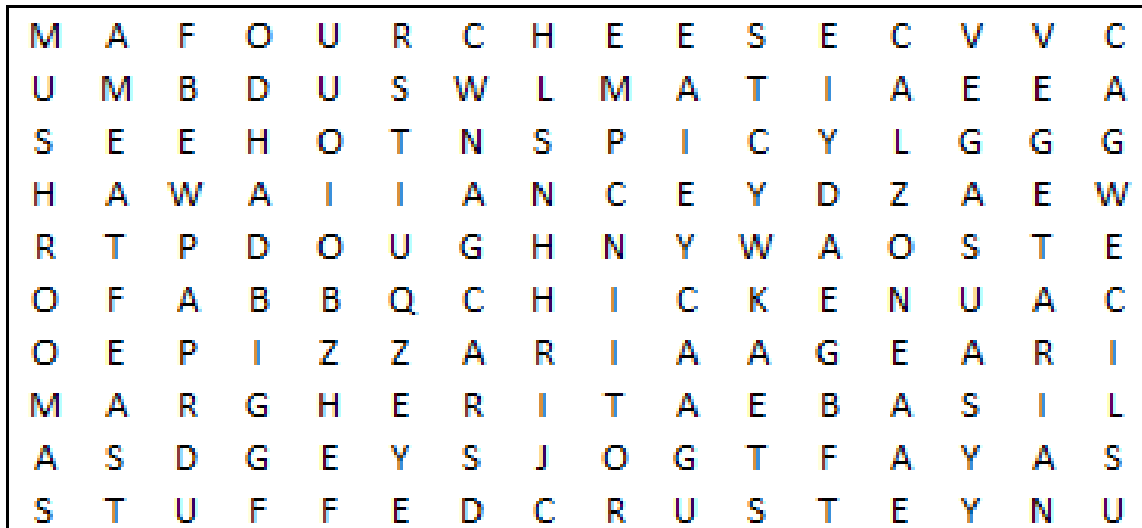 M A F O U R C H E E S E C V V C
U M B D U S W L M A T I A E E A
S E E H O T N S P I C Y L G G G
H A W A I I A N C E Y D Z A E W
R T P D O U G H N Y W A O S T E
O F A B B Q C H I C K E N U A C
O E P I Z Z A R I A A G E A R I
M A R G H E R I T A E B A S I L
A S D G E Y S J O G T F A Y A S
S T U F F E D C R U S T E Y N U